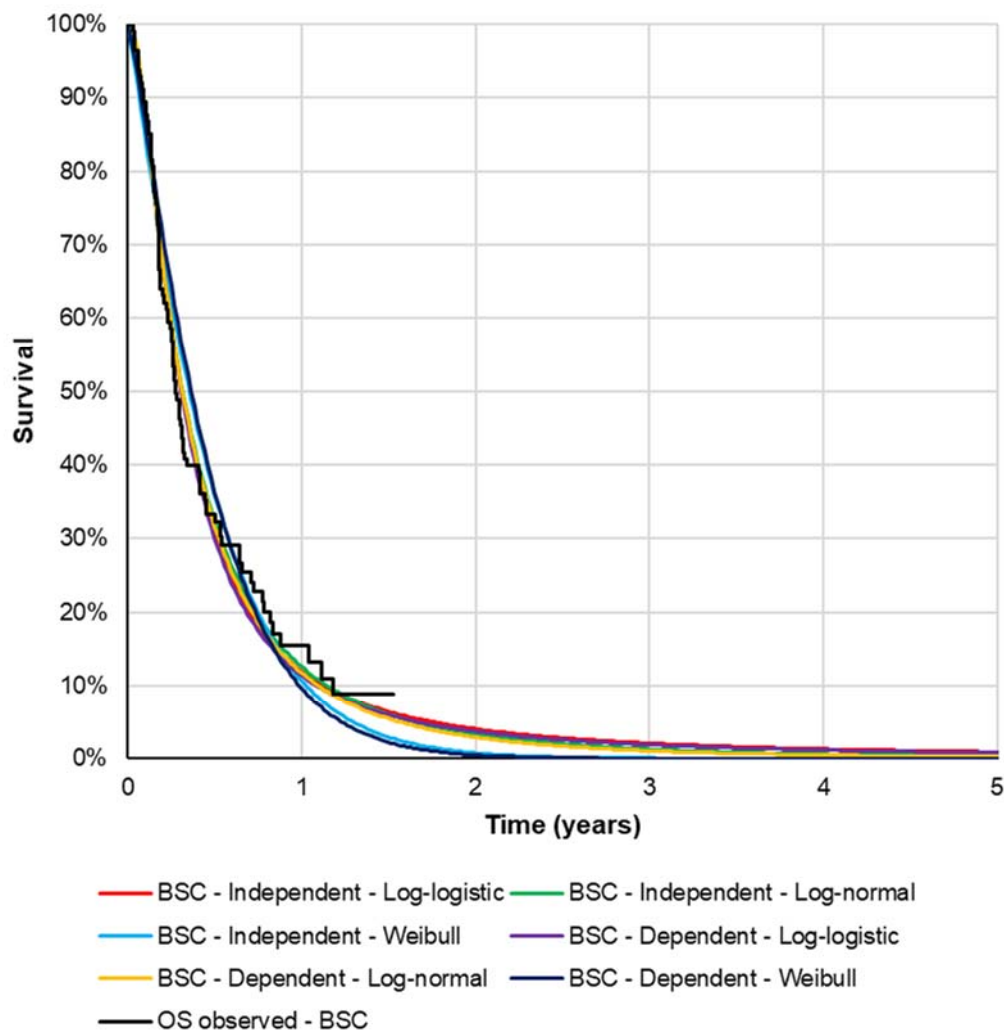 100%
90%
80%
70%
60%
50%
40%
30%
20%
10%
0%
Survival
0 1 2 3 4 5
Time (years)
BSC - Independent - Log-logistic BSC - Independent - Log-normal
BSC - Independent - Weibull BSC - Dependent - Log-logistic
BSC - Dependent - Log-normal BSC - Dependent - Weibull
OS observed - BSC